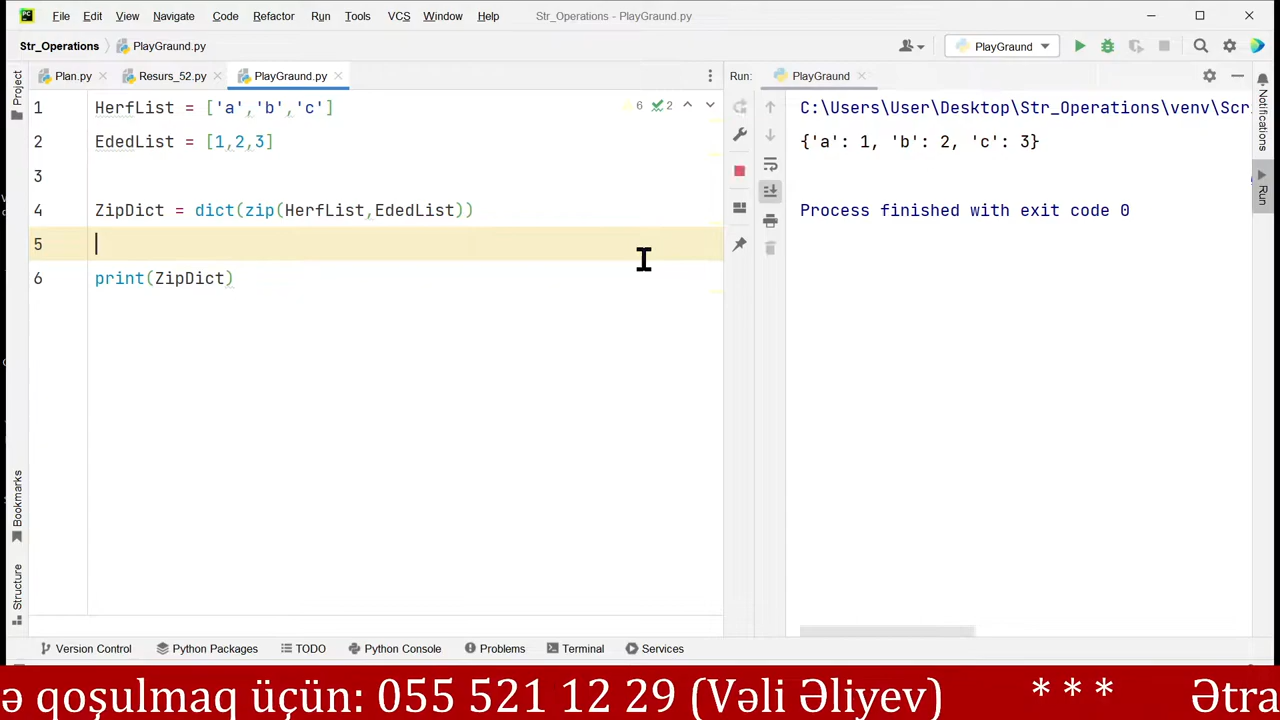 File Edit View Navigate Code Refactor Run Tools VCS Window Help Str_Operations - PlayGraund.py
Str_Operations PlayGraund.py PlayGraund
Plan.py Resurs_52.py PlayGraund.py Run: PlayGraund
Project
Bookmarks
Structure
1 HerfList = ['a','b','c'] 6 2
2 EdedList = [1,2,3]
3
4 ZipDict = dict(zip(HerfList,EdedList))
5
6 print(ZipDict)
C:\Users\User\Desktop\Str_Operations\venv\Scr
{'a': 1, 'b': 2, 'c': 3}
Process finished with exit code 0
Notifications
Run
Version Control Python Packages TODO Python Console Problems Terminal Services
ə qoşulmaq üçün: 055 521 12 29 (Vəli Əliyev) * * * Ətra